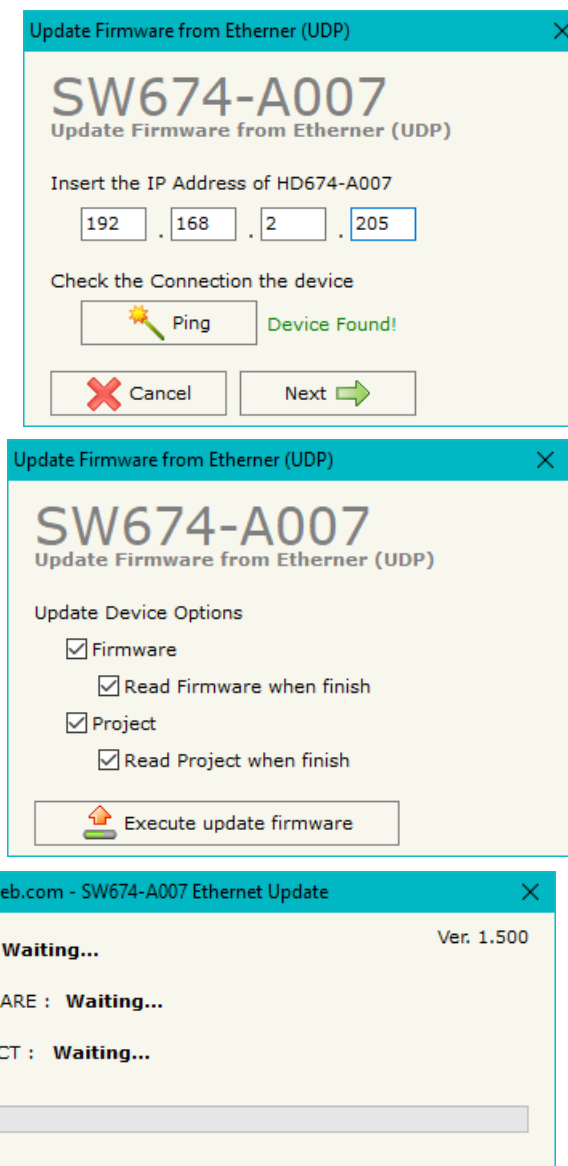 Update Firmware from Etherner (UDP)
SW674-A007
Update Firmware from Etherner (UDP)
Insert the IP Address of HD674-A007
192 . 168 . 2 . 205
Check the Connection the device
Ping Device Found!
Cancel Next
Update Firmware from Etherner (UDP)
SW674-A007
Update Firmware from Etherner (UDP)
Update Device Options
Firmware
Read Firmware when finish
Project
Read Project when finish
Execute update firmware
eb.com - SW674-A007 Ethernet Update
Ver. 1.500
Waiting...
ARE : Waiting...
CT : Waiting...